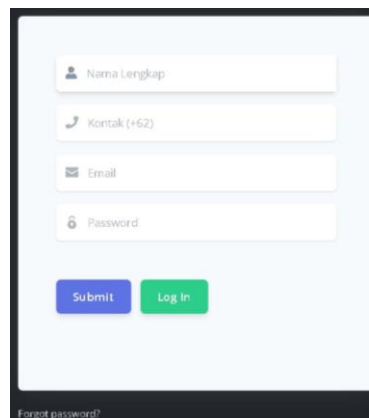 Nama Lengkap
Kontak (+62)
Email
Password
Submit Log In
Forgot password?